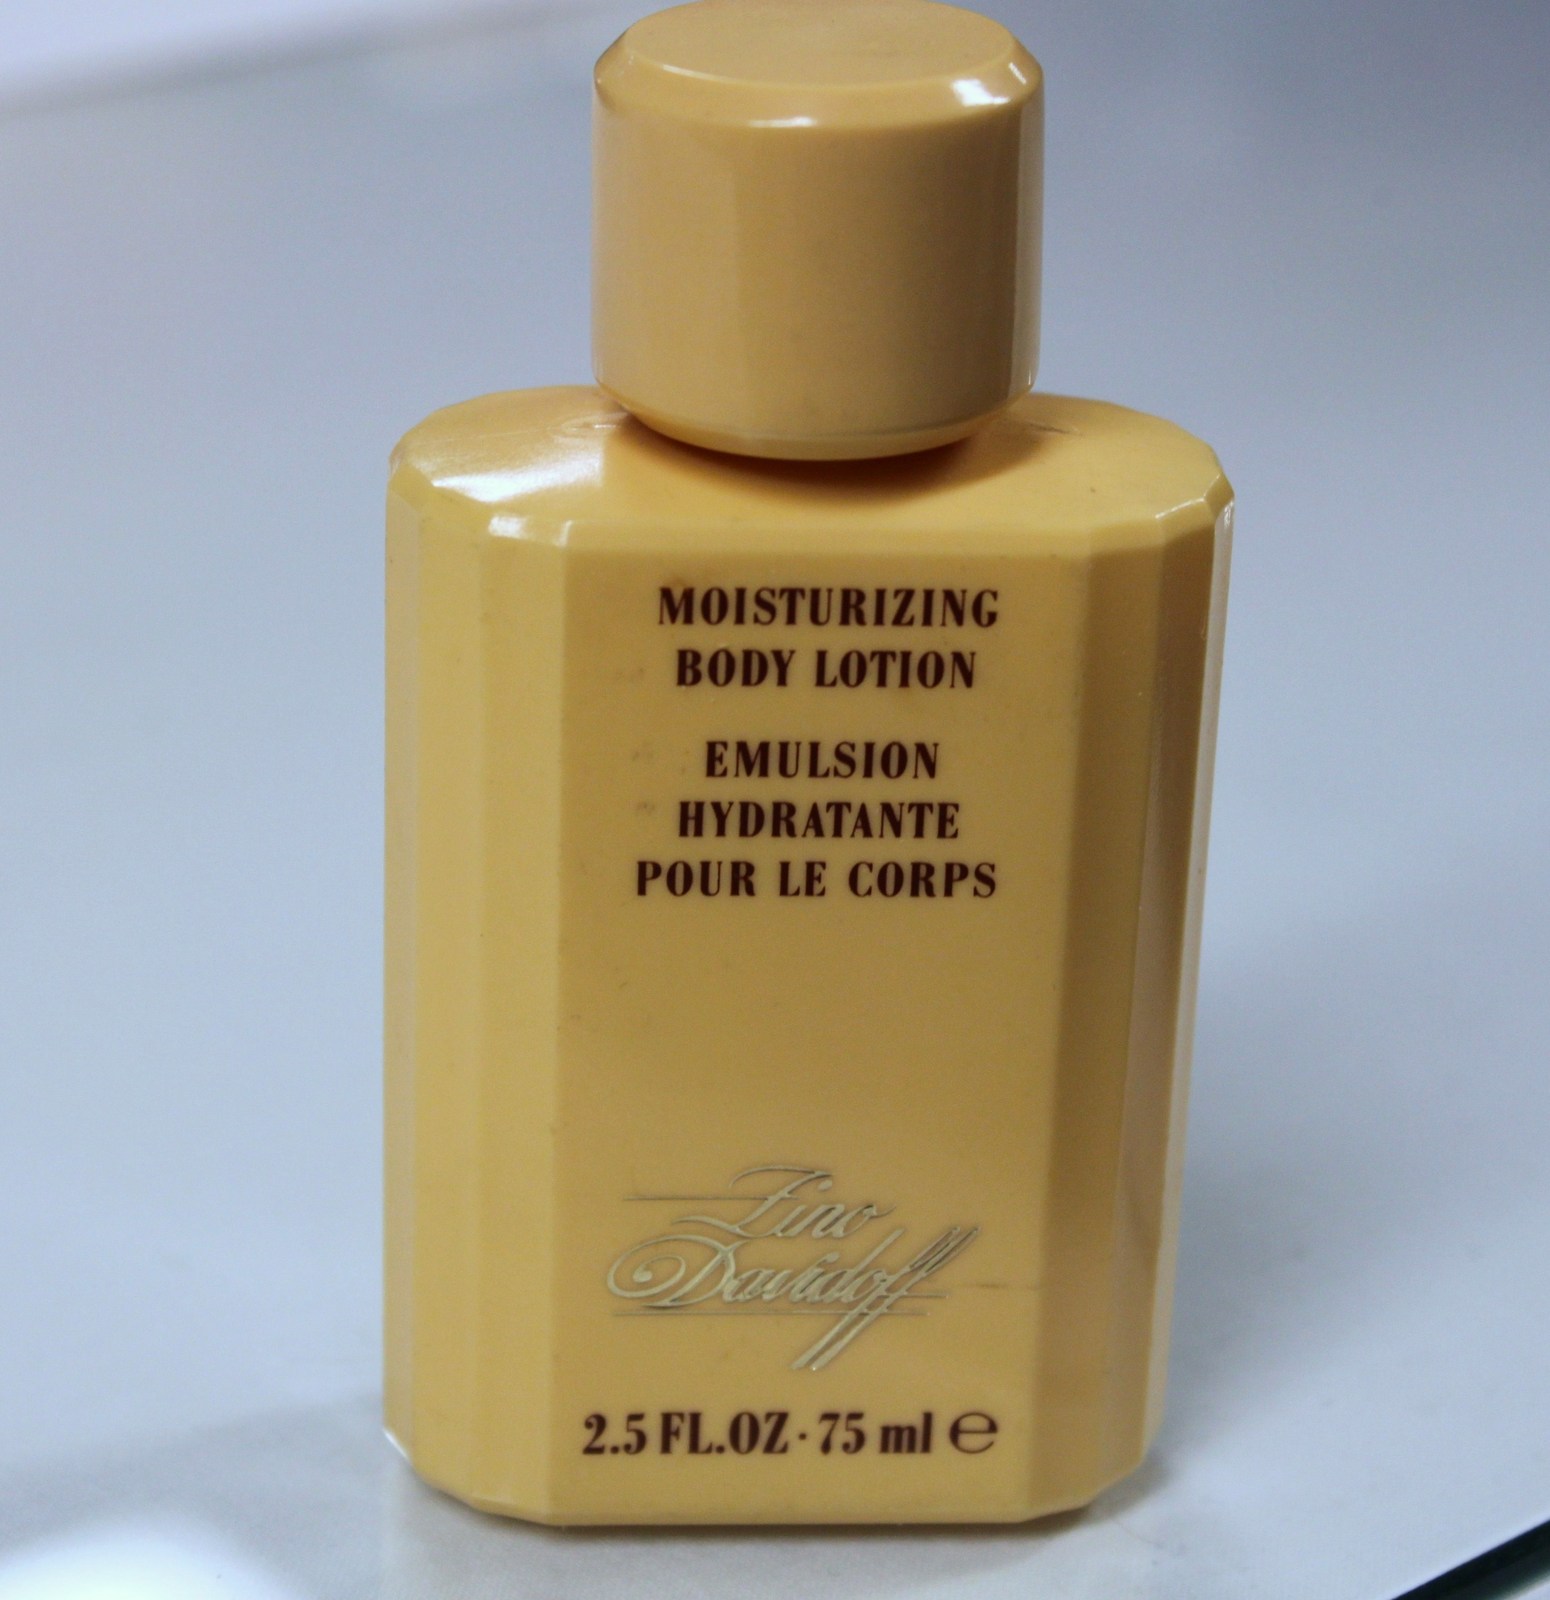 MOISTURIZING
BODY LOTION
EMULSION
HYDRATANTE
POUR LE CORPS
Zino
Davidoff
2.5 FL.OZ · 75 ml ℮